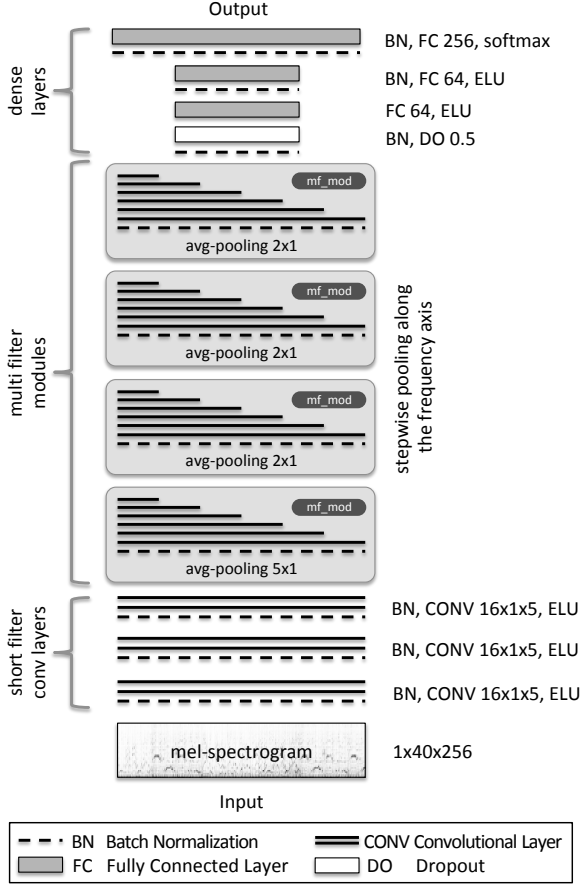 Output
BN, FC 256, softmax
BN, FC 64, ELU
FC 64, ELU
BN, DO 0.5
dense
layers
mf_mod
avg-pooling 2x1
mf_mod
avg-pooling 2x1
mf_mod
avg-pooling 2x1
mf_mod
avg-pooling 5x1
multi filter
modules
stepwise pooling along
the frequency axis
BN, CONV 16x1x5, ELU
BN, CONV 16x1x5, ELU
BN, CONV 16x1x5, ELU
short filter
conv layers
mel-spectrogram
1x40x256
Input
BN Batch Normalization
CONV Convolutional Layer
FC Fully Connected Layer
DO Dropout